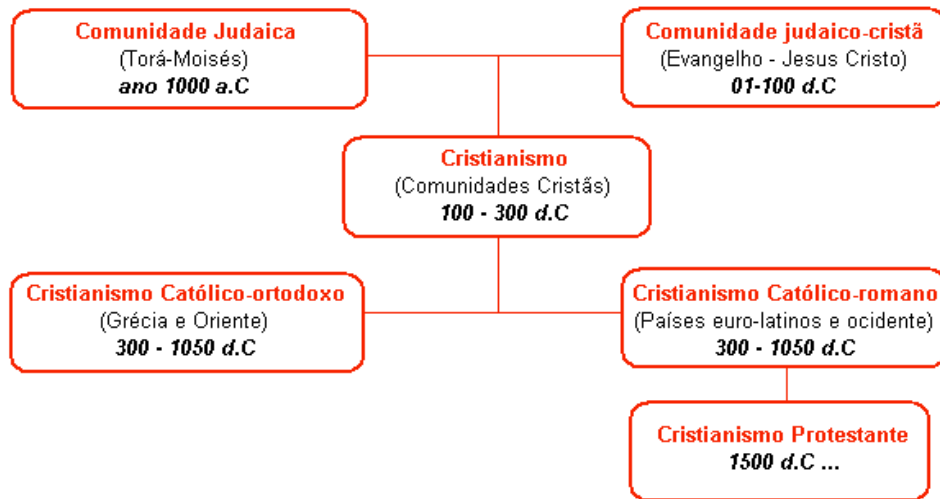 Comunidade Judaica
(Torá-Moisés)
ano 1000 a.C
Comunidade judaico-cristã
(Evangelho - Jesus Cristo)
01-100 d.C
Cristianismo
(Comunidades Cristãs)
100 - 300 d.C
Cristianismo Católico-ortodoxo
(Grécia e Oriente)
300 - 1050 d.C
Cristianismo Católico-romano
(Países euro-latinos e ocidente)
300 - 1050 d.C
Cristianismo Protestante
1500 d.C ...